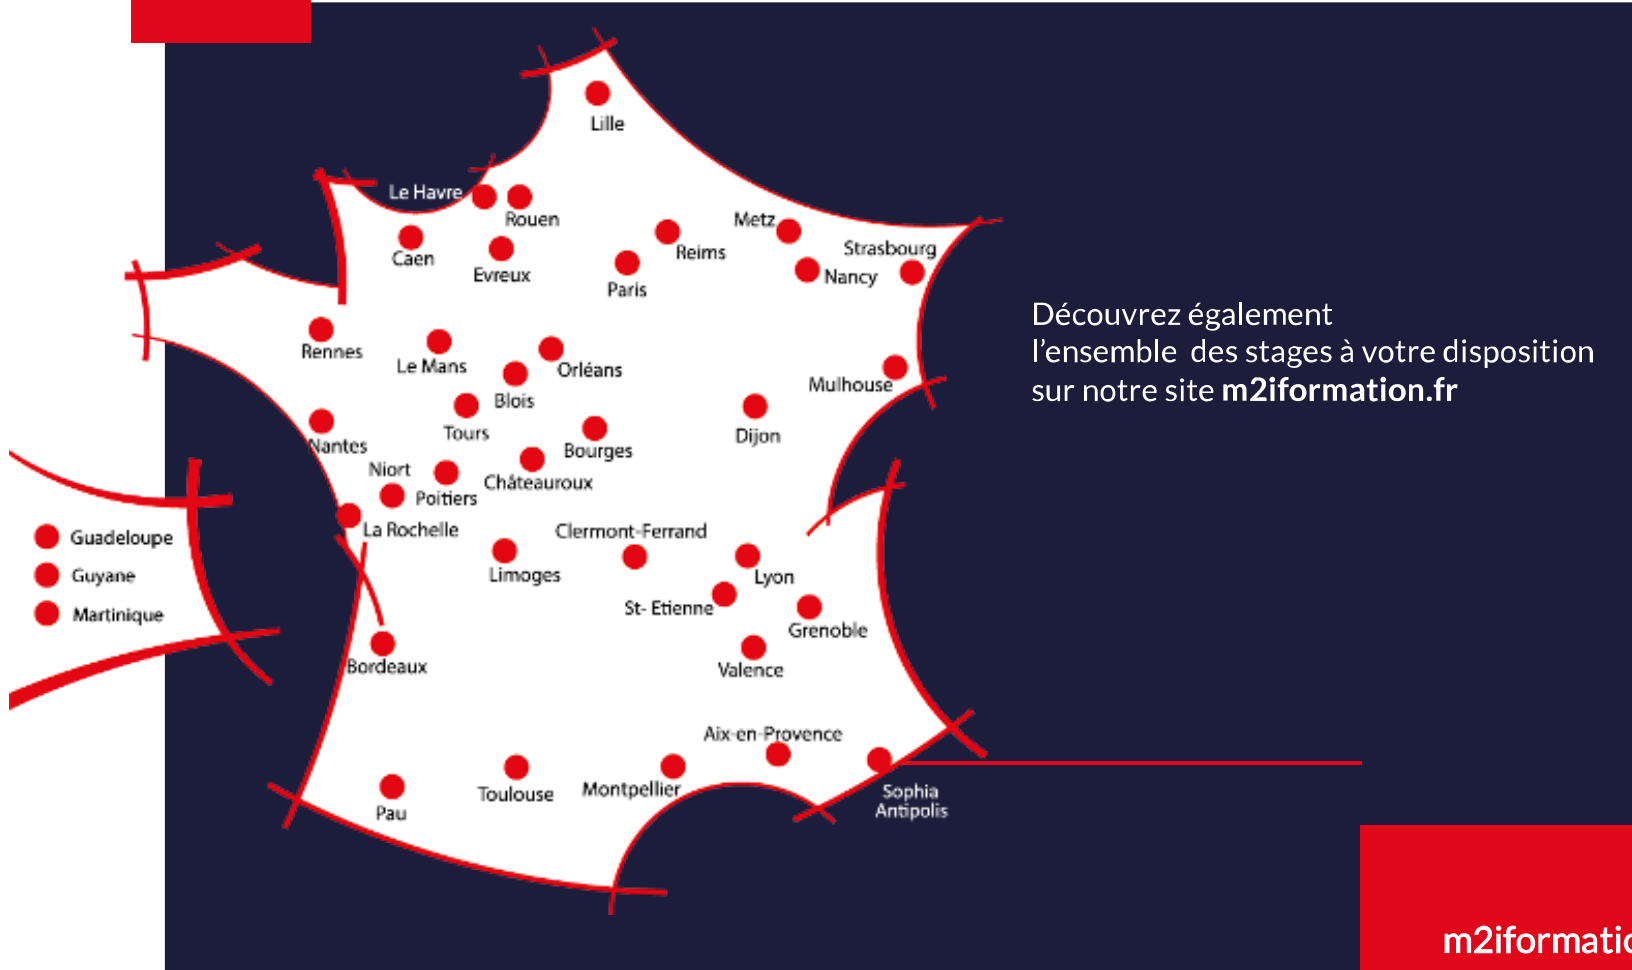 Lille
Le Havre
Rouen
Metz
Strasbourg
Caen
Evreux
Reims
Nancy
Paris
Découvrez également
l'ensemble des stages à votre disposition
sur notre site m2iformation.fr
Rennes
Le Mans
Orléans
Mulhouse
Blois
Tours
Dijon
Nantes
Bourges
Niort
Châteauroux
Poitiers
La Rochelle
Clermont-Ferrand
Guadeloupe
Guyane
Martinique
Limoges
Lyon
St- Etienne
Grenoble
Bordeaux
Valence
Aix-en-Provence
Pau
Toulouse
Montpellier
Sophia
Antipolis
m2iformatio